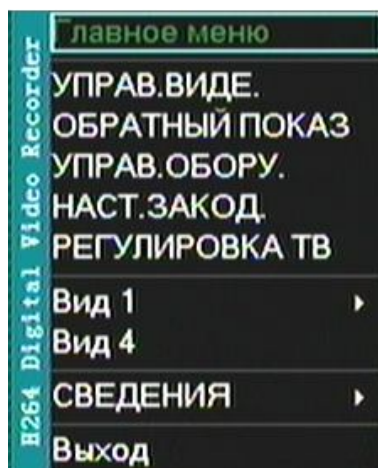 Главное меню
УПРАВ.ВИДЕ.
ОБРАТНЫЙ ПОКАЗ
УПРАВ.ОБОРУ.
НАСТ.ЗАКОД.
РЕГУЛИРОВКА ТВ
Вид 1
Вид 4
СВЕДЕНИЯ
Выход
H264 Digital Video Recorder